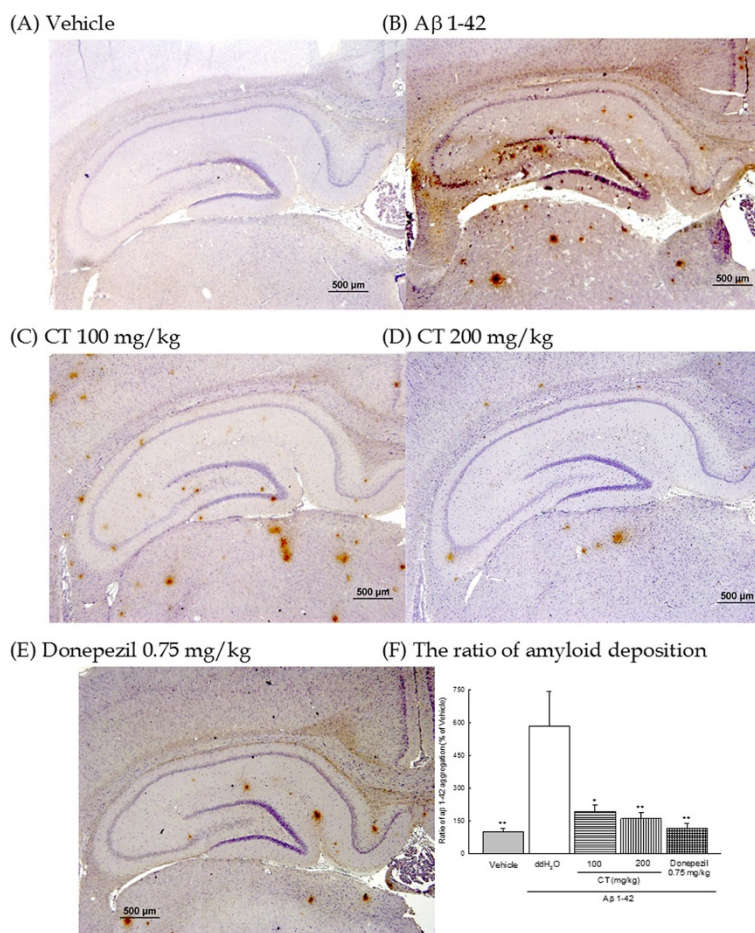 (A) Vehicle
(B) Aβ 1-42
500 µm
500 µm
(C) CT 100 mg/kg
(D) CT 200 mg/kg
500 µm
500 µm
(E) Donepezil 0.75 mg/kg
(F) The ratio of amyloid deposition
500 µm
Ratio of aβ 1-42 aggregation (% of Vehicle)
750
600
450
300
150
0
**
*
**
**
Vehicle
ddH₂O
100
200
Donepezil
0.75 mg/kg
CT (mg/kg)
Aβ 1-42